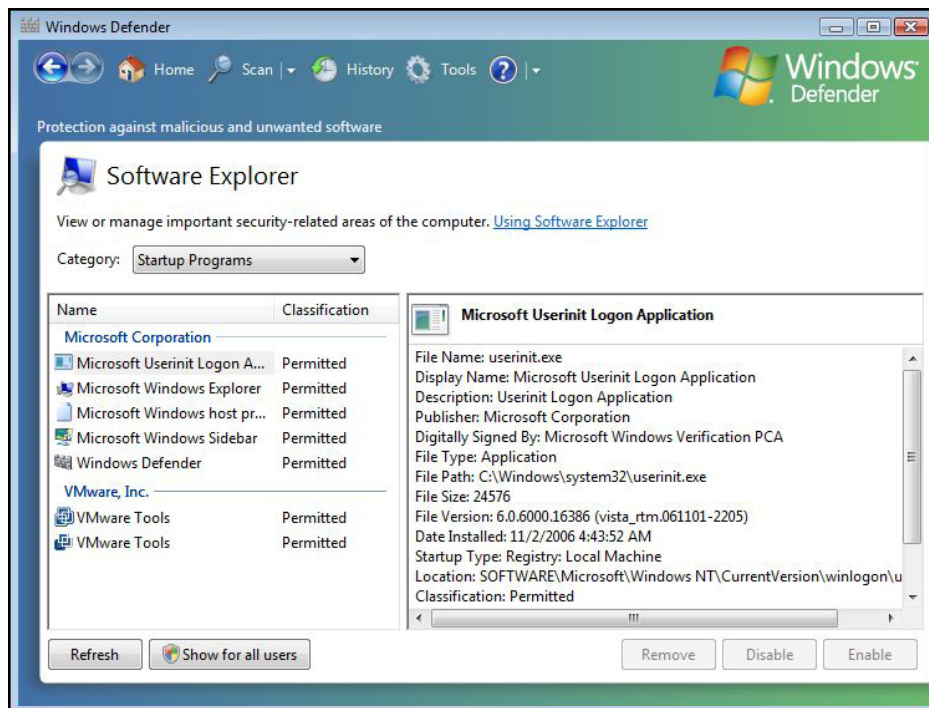 Windows Defender
Home Scan History Tools
Windows Defender
Protection against malicious and unwanted software
Software Explorer
View or manage important security-related areas of the computer. Using Software Explorer
Category: Startup Programs
Name Classification
Microsoft Corporation
Microsoft Userinit Logon A... Permitted
Microsoft Windows Explorer Permitted
Microsoft Windows host pr... Permitted
Microsoft Windows Sidebar Permitted
Windows Defender Permitted
VMware, Inc.
VMware Tools Permitted
VMware Tools Permitted
Microsoft Userinit Logon Application
File Name: userinit.exe
Display Name: Microsoft Userinit Logon Application
Description: Userinit Logon Application
Publisher: Microsoft Corporation
Digitally Signed By: Microsoft Windows Verification PCA
File Type: Application
File Path: C:\Windows\system32\userinit.exe
File Size: 24576
File Version: 6.0.6000.16386 (vista_rtm.061101-2205)
Date Installed: 11/2/2006 4:43:52 AM
Startup Type: Registry: Local Machine
Location: SOFTWARE\Microsoft\Windows NT\CurrentVersion\winlogon\u
Classification: Permitted
Refresh Show for all users Remove Disable Enable